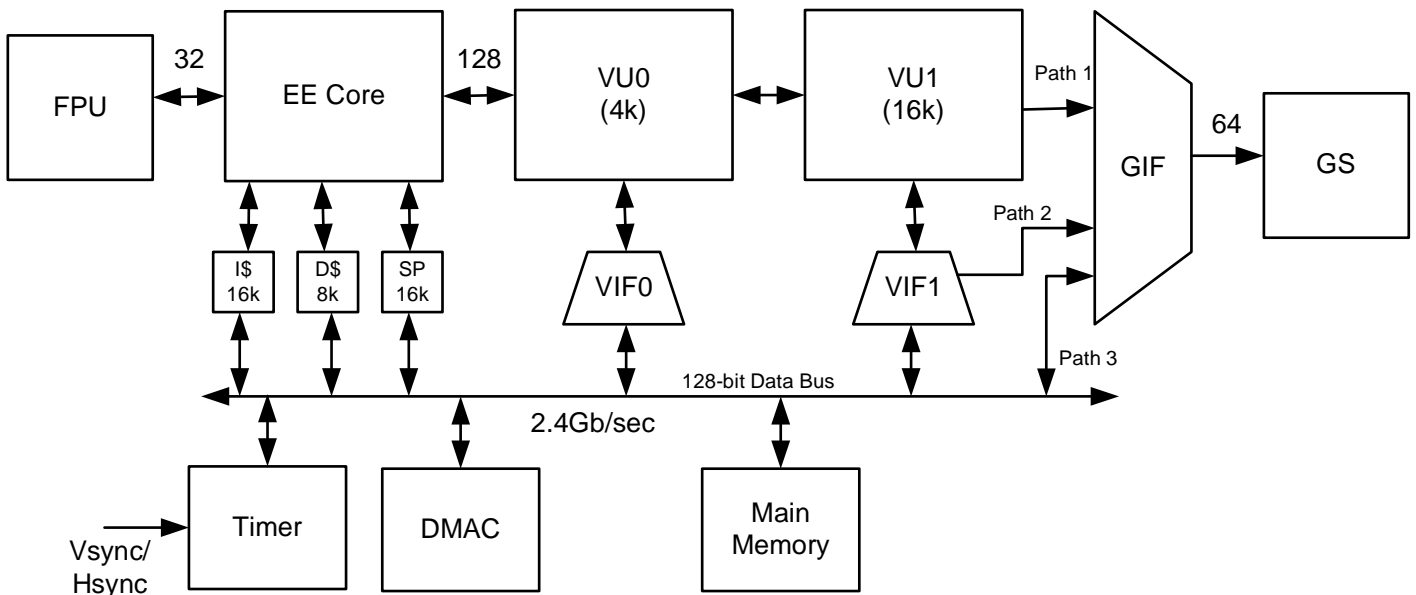 FPU
32
EE Core
128
VU0
(4k)
VU1
(16k)
Path 1
GIF
64
GS
Path 2
I$
16k
D$
8k
SP
16k
VIF0
VIF1
Path 3
128-bit Data Bus
2.4Gb/sec
Timer
DMAC
Main
Memory
Vsync/
Hsync